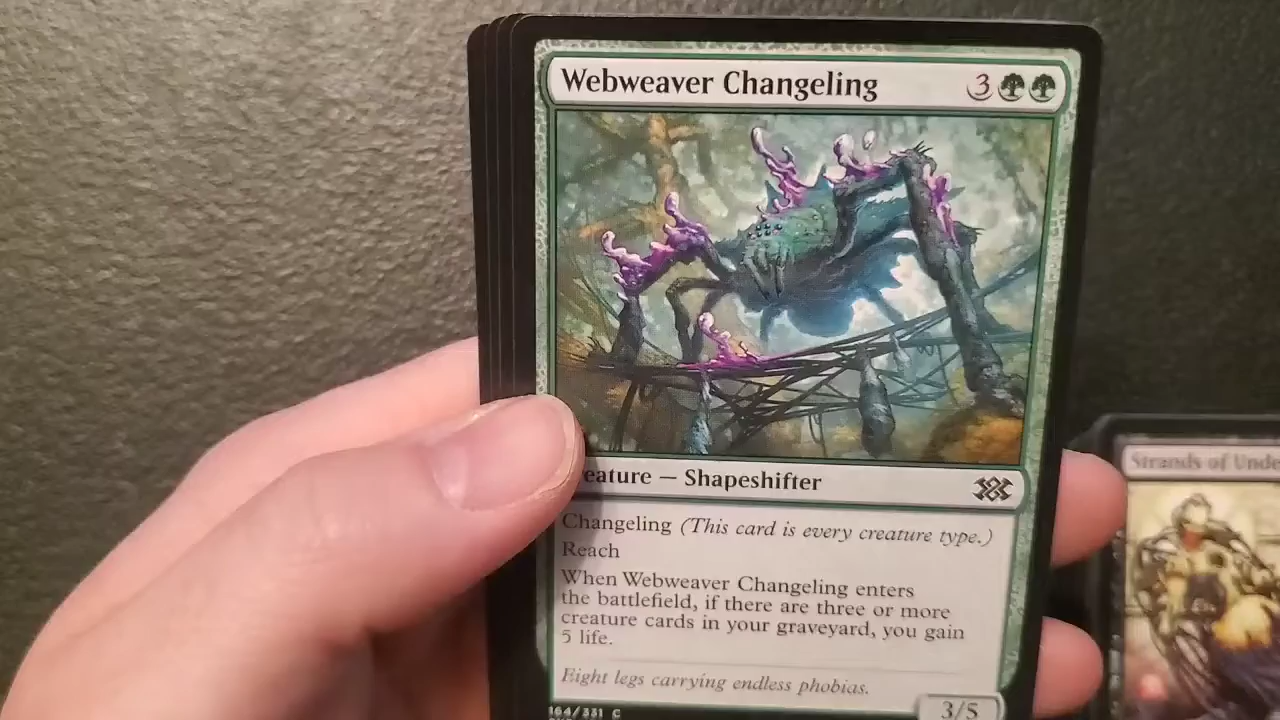 Webweaver Changeling 3
eature — Shapeshifter
Changeling (This card is every creature type.)
Reach
When Webweaver Changeling enters
the battlefield, if there are three or more
creature cards in your graveyard, you gain
5 life.
Eight legs carrying endless phobias.
164/331 C
3/5
Strands of Unde